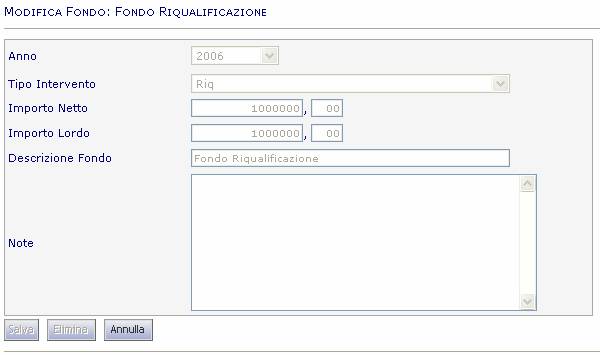 Modifica Fondo: Fondo Riqualificazione
Anno 2006
Tipo Intervento Riq
Importo Netto 1000000, 00
Importo Lordo 1000000, 00
Descrizione Fondo Fondo Riqualificazione
Note
Salva Elimina Annulla